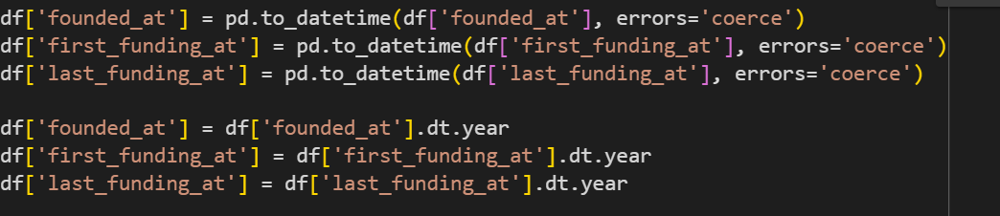 df['founded_at'] = pd.to_datetime(df['founded_at'], errors='coerce')
df['first_funding_at'] = pd.to_datetime(df['first_funding_at'], errors='coerce')
df['last_funding_at'] = pd.to_datetime(df['last_funding_at'], errors='coerce')
df['founded_at'] = df['founded_at'].dt.year
df['first_funding_at'] = df['first_funding_at'].dt.year
df['last_funding_at'] = df['last_funding_at'].dt.year